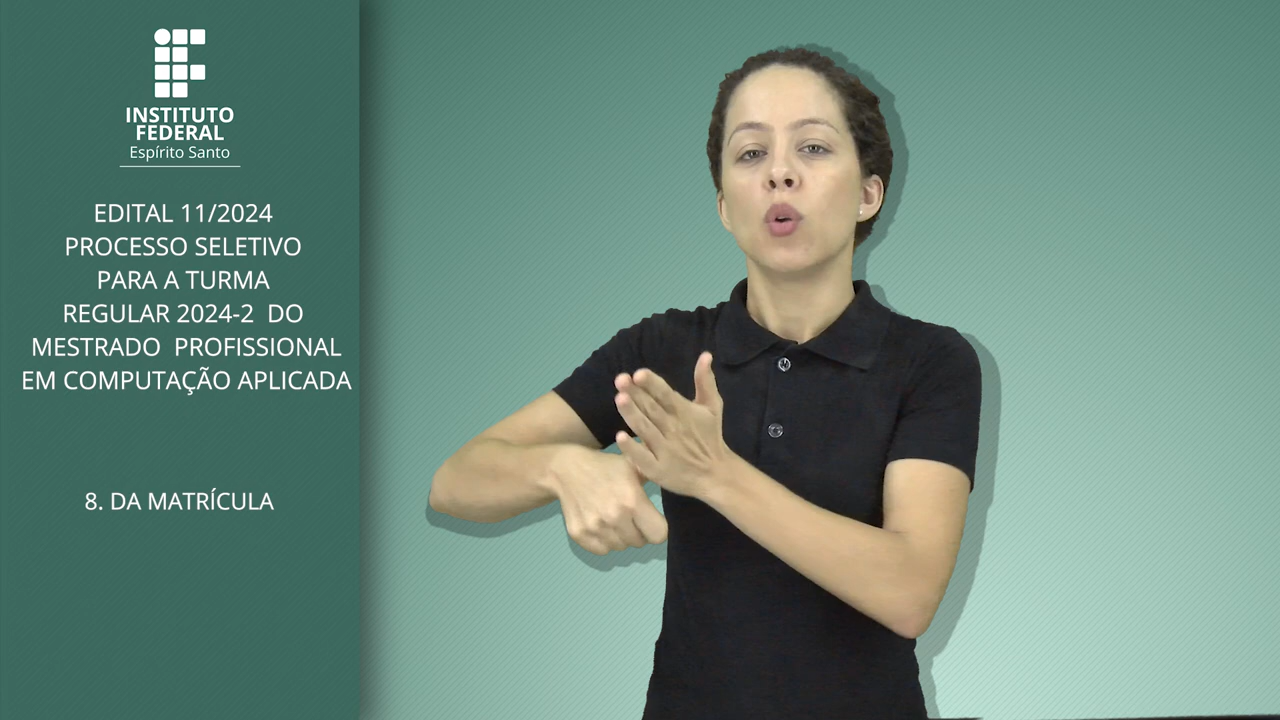 INSTITUTO
FEDERAL
Espírito Santo
EDITAL 11/2024
PROCESSO SELETIVO
PARA A TURMA
REGULAR 2024-2 DO
MESTRADO PROFISSIONAL
EM COMPUTAÇÃO APLICADA
8. DA MATRÍCULA